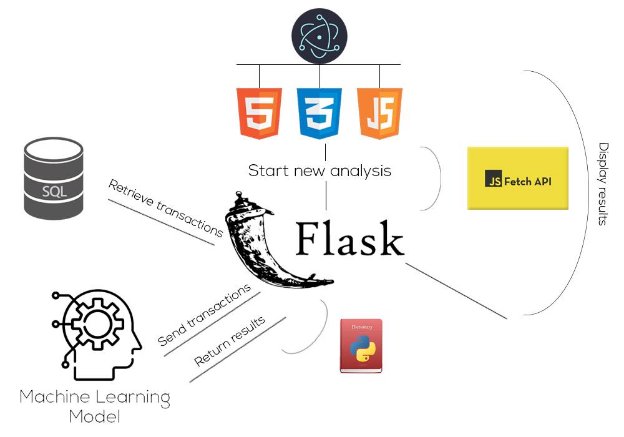 5
3
JS
Start new analysis
JS Fetch API
Display results
SQL
Retrieve transactions
Flask
Send transactions
Return results
Dictionary
Machine Learning
Model